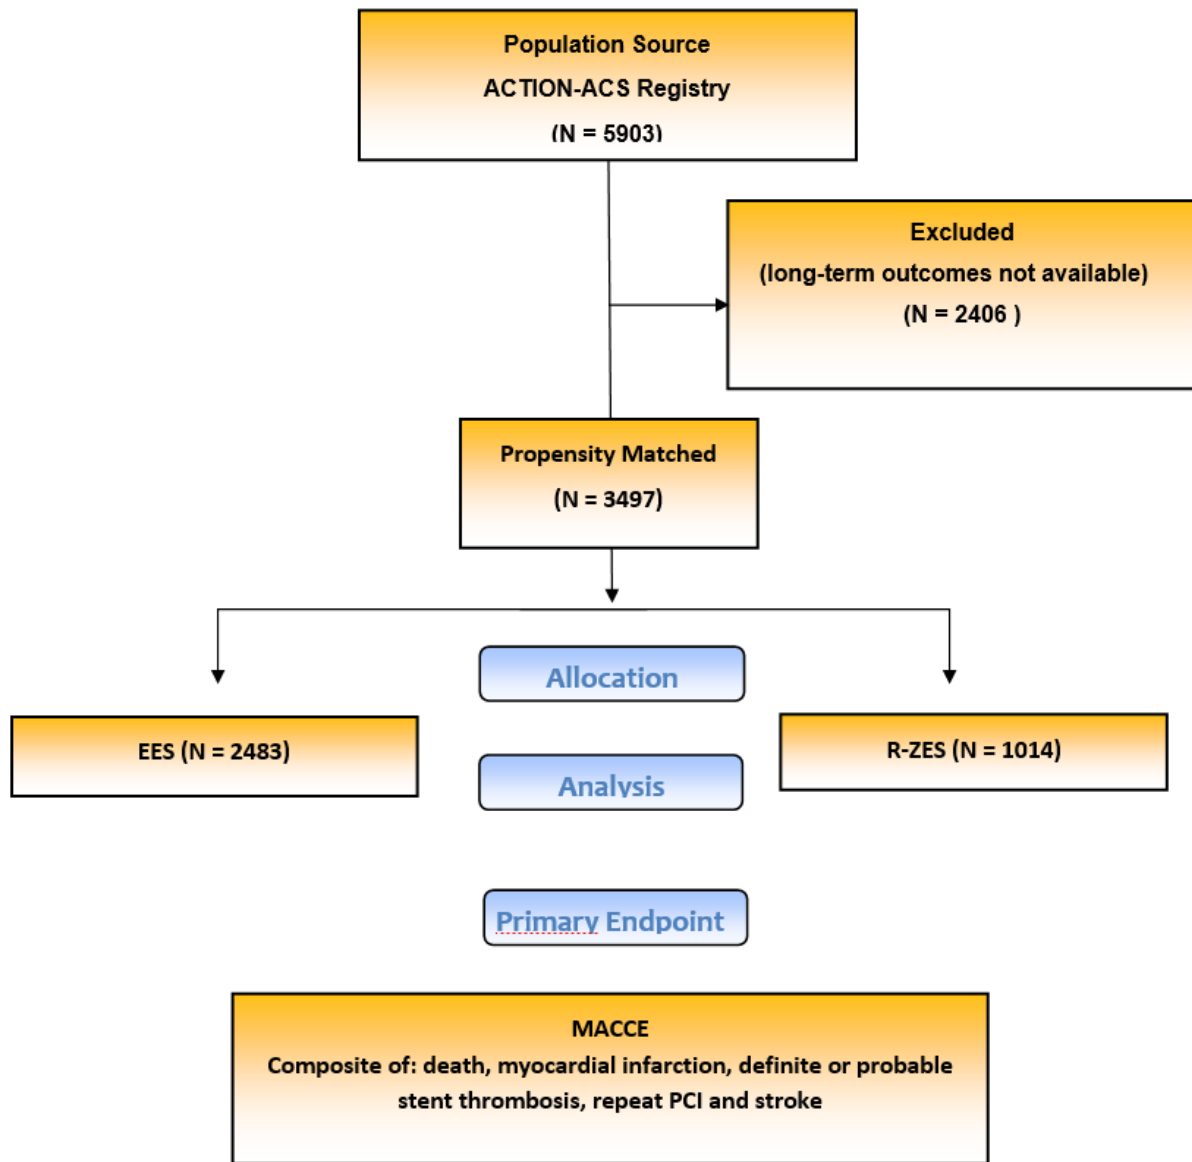 Population Source
ACTION-ACS Registry
(N = 5903)
Excluded
(long-term outcomes not available)
(N = 2406 )
Propensity Matched
(N = 3497)
Allocation
EES (N = 2483)
R-ZES (N = 1014)
Analysis
Primary Endpoint
MACCE
Composite of: death, myocardial infarction, definite or probable
stent thrombosis, repeat PCI and stroke